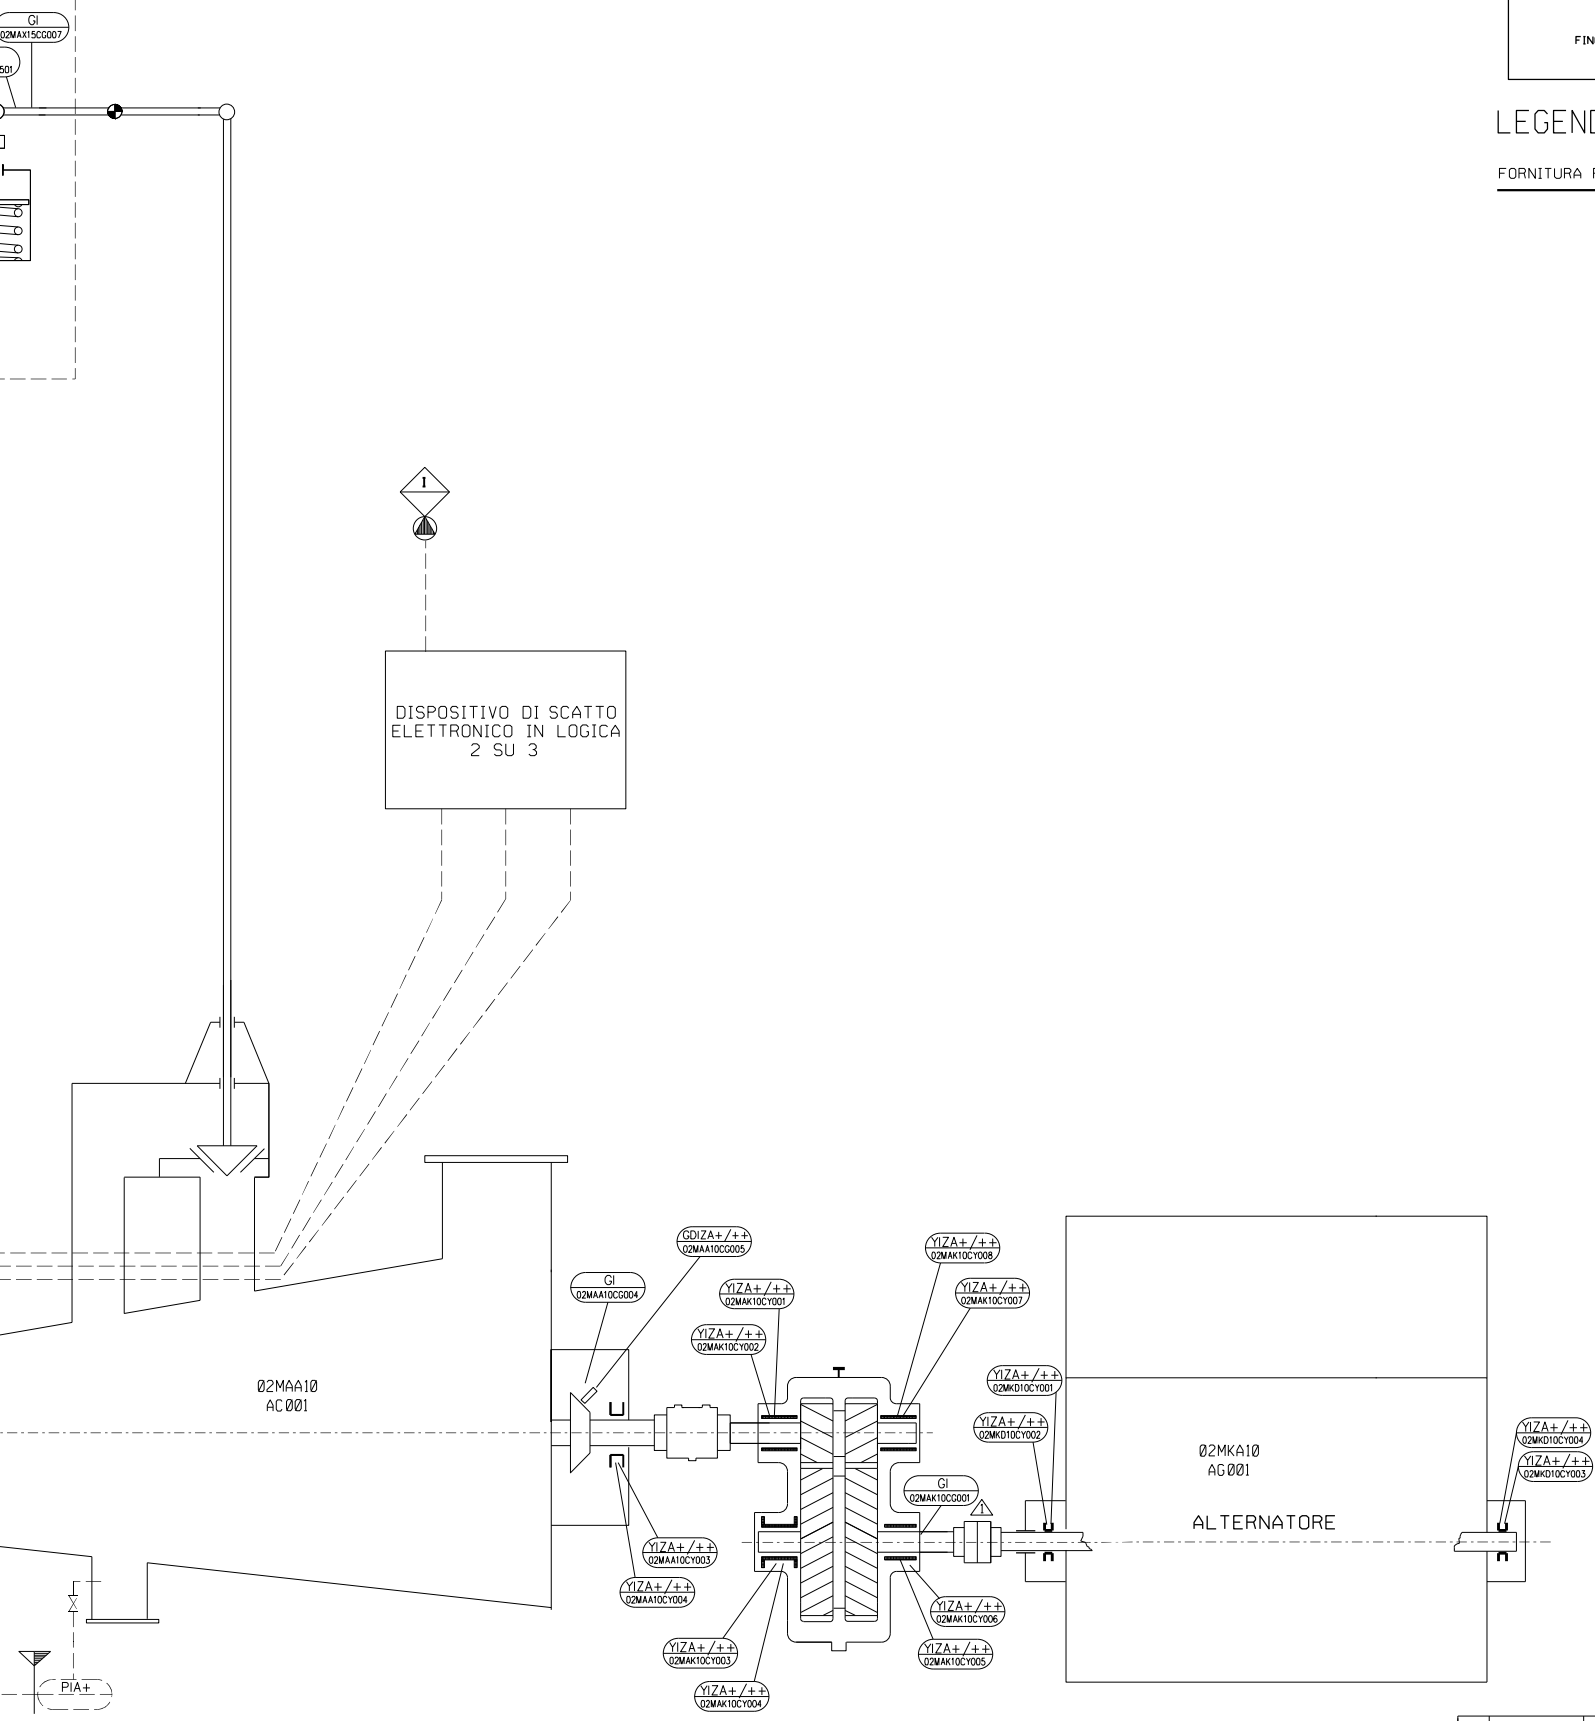 GI
02MAX15CG007
501
LEGEND
FORNITURA
I
DISPOSITIVO DI SCATTO
ELETTRONICO IN LOGICA
2 SU 3
GDIZA+/++
02MAA10CG005
GI
02MAA10CG004
YIZA+/++
02MAK10CY001
YIZA+/++
02MAK10CY002
YIZA+/++
02MAK10CY008
YIZA+/++
02MAK10CY007
02MAA10
AC001
YIZA+/++
02MKD10CY001
YIZA+/++
02MKD10CY002
YIZA+/++
02MKD10CY004
YIZA+/++
02MKD10CY003
02MKA10
AG001
ALTERNATORE
GI
02MAK10CG001
1
YIZA+/++
02MAA10CY003
YIZA+/++
02MAA10CY004
YIZA+/++
02MAK10CY006
YIZA+/++
02MAK10CY005
YIZA+/++
02MAK10CY003
YIZA+/++
02MAK10CY004
PIA+